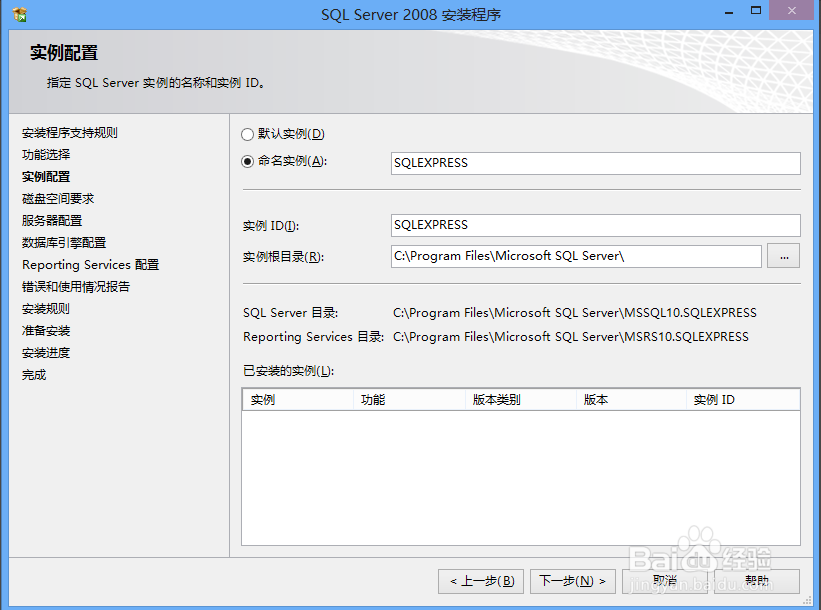 SQL Server 2008 安装程序
实例配置
指定 SQL Server 实例的名称和实例 ID。
安装程序支持规则
功能选择
实例配置
磁盘空间要求
服务器配置
数据库引擎配置
Reporting Services 配置
错误和使用情况报告
安装规则
准备安装
安装进度
完成
默认实例(D)
命名实例(A): SQLEXPRESS
实例 ID(I): SQLEXPRESS
实例根目录(R): C:\Program Files\Microsoft SQL Server\ ...
SQL Server 目录: C:\Program Files\Microsoft SQL Server\MSSQL10.SQLEXPRESS
Reporting Services 目录: C:\Program Files\Microsoft SQL Server\MSRS10.SQLEXPRESS
已安装的实例(L):
实例 功能 版本类别 版本 实例 ID
< 上一步(B) 下一步(N) > 取消 帮助
Baidu 经验
jingyan.baidu.com